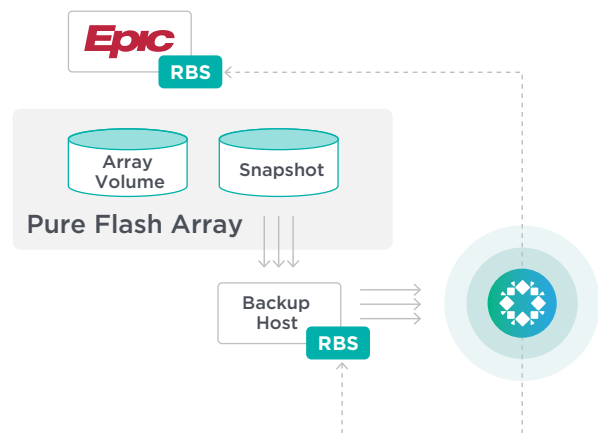 Epic
RBS
Array
Volume
Snapshot
Pure Flash Array
Backup
Host
RBS